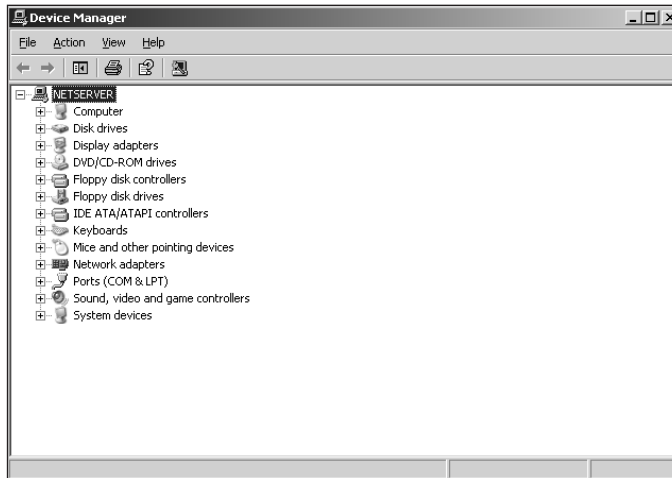 Device Manager
File Action View Help
NETSERVER
Computer
Disk drives
Display adapters
DVD/CD-ROM drives
Floppy disk controllers
Floppy disk drives
IDE ATA/ATAPI controllers
Keyboards
Mice and other pointing devices
Network adapters
Ports (COM & LPT)
Sound, video and game controllers
System devices